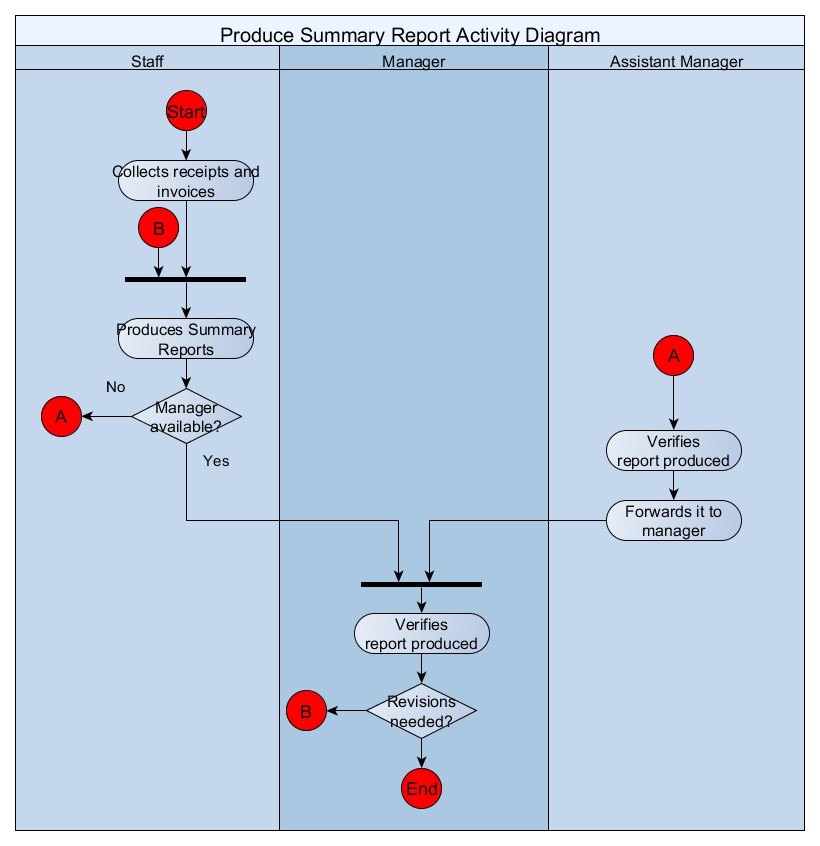 Produce Summary Report Activity Diagram
Staff
Manager
Assistant Manager
Start
Collects receipts and
invoices
B
Produces Summary
Reports
No
A
Manager
available?
Yes
A
Verifies
report produced
Forwards it to
manager
Verifies
report produced
B
Revisions
needed?
End